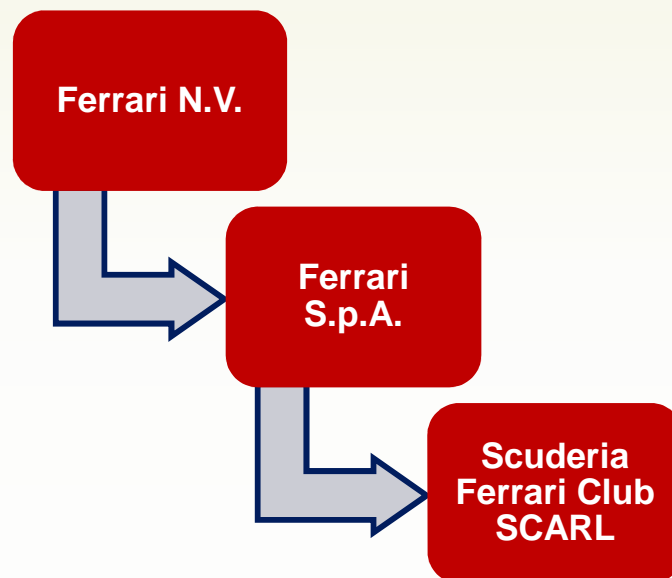 Ferrari N.V.
Ferrari
S.p.A.
Scuderia
Ferrari Club
SCARL